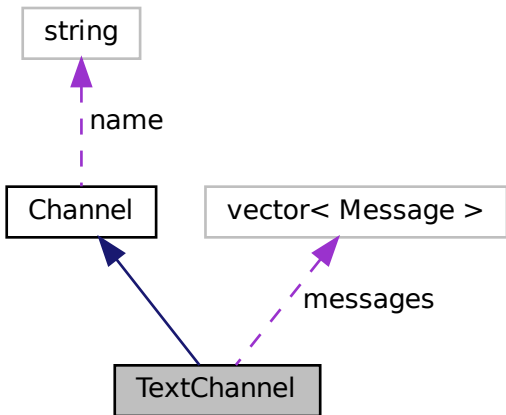 string
name
Channel
vector< Message >
messages
TextChannel